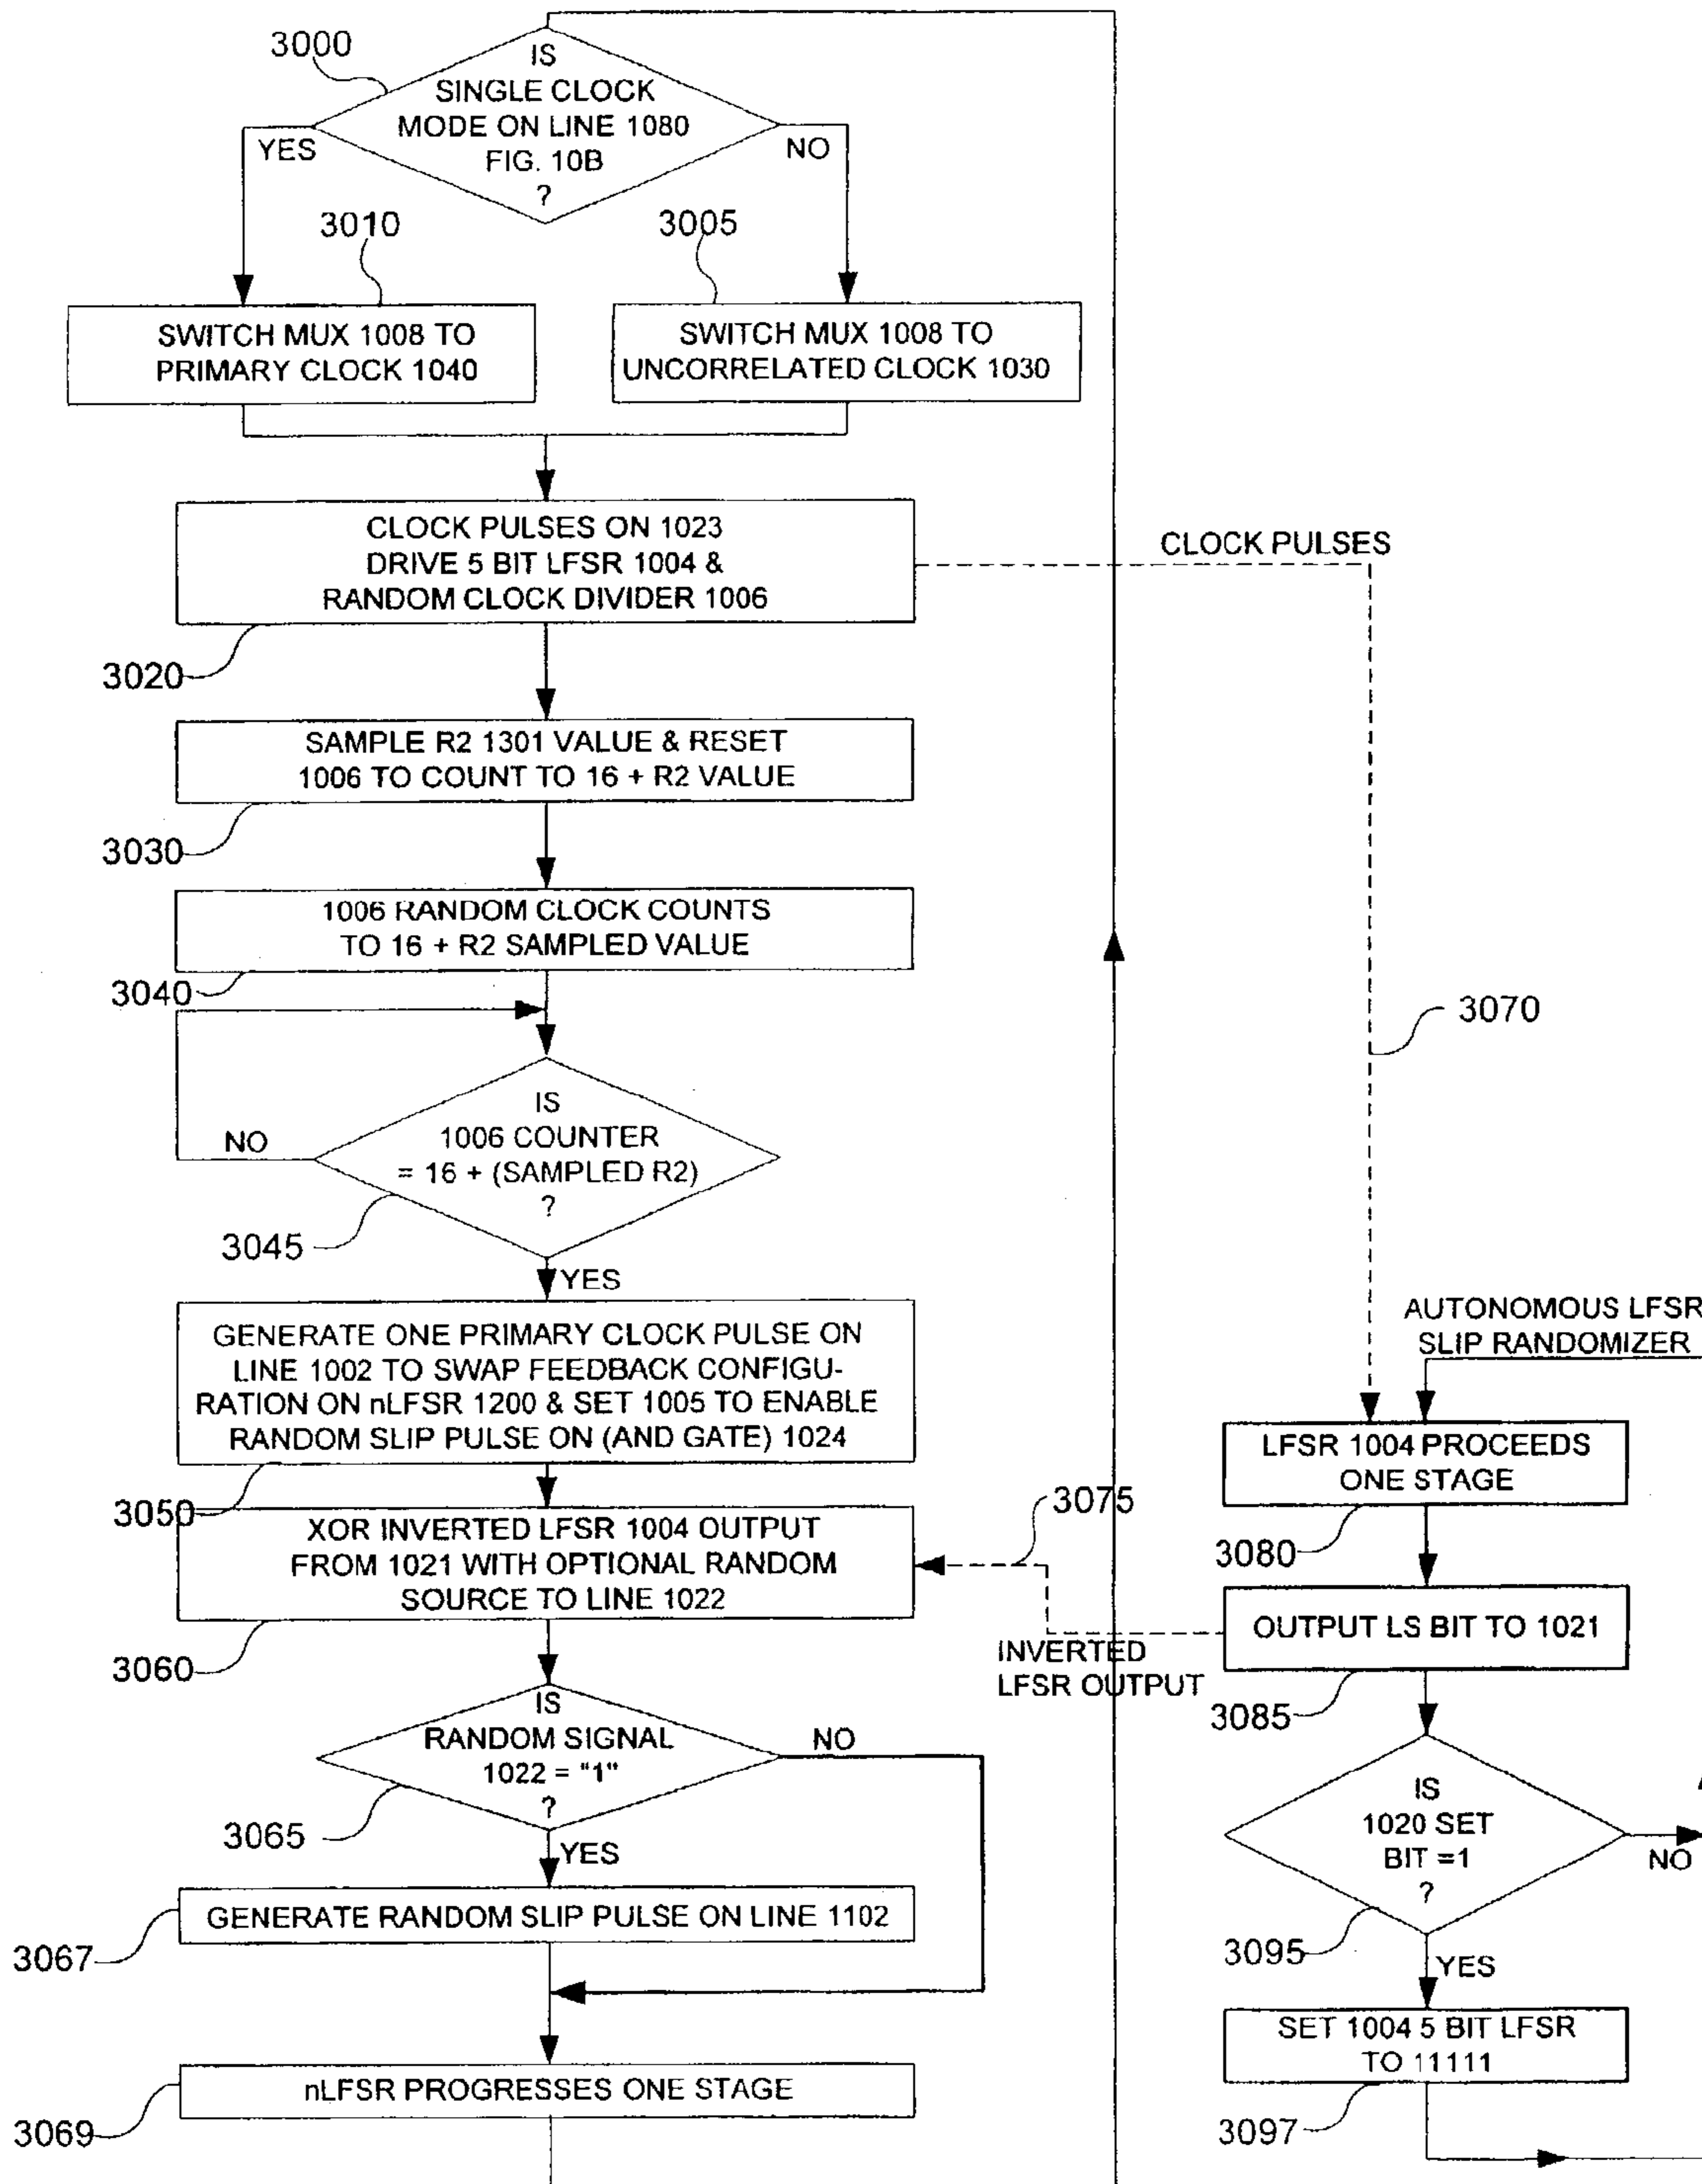 3000
IS
SINGLE CLOCK
MODE ON LINE 1080
FIG. 10B
?
YES
NO
3010
3005
SWITCH MUX 1008 TO
PRIMARY CLOCK 1040
SWITCH MUX 1008 TO
UNCORRELATED CLOCK 1030
CLOCK PULSES ON 1023
DRIVE 5 BIT LFSR 1004 &
RANDOM CLOCK DIVIDER 1006
CLOCK PULSES
3020
SAMPLE R2 1301 VALUE & RESET
1006 TO COUNT TO 16 + R2 VALUE
3030
1006 RANDOM CLOCK COUNTS
TO 16 + R2 SAMPLED VALUE
3040
3070
IS
1006 COUNTER
= 16 + (SAMPLED R2)
?
NO
3045
YES
GENERATE ONE PRIMARY CLOCK PULSE ON
LINE 1002 TO SWAP FEEDBACK CONFIGU-
RATION ON nLFSR 1200 & SET 1005 TO ENABLE
RANDOM SLIP PULSE ON (AND GATE) 1024
3050
AUTONOMOUS LFSR
SLIP RANDOMIZER
LFSR 1004 PROCEEDS
ONE STAGE
3080
3075
XOR INVERTED LFSR 1004 OUTPUT
FROM 1021 WITH OPTIONAL RANDOM
SOURCE TO LINE 1022
3060
OUTPUT LS BIT TO 1021
INVERTED
LFSR OUTPUT
3085
IS
RANDOM SIGNAL
1022 = "1"
?
NO
3065
YES
IS
1020 SET
BIT =1
?
NO
3095
YES
GENERATE RANDOM SLIP PULSE ON LINE 1102
3067
SET 1004 5 BIT LFSR
TO 11111
3097
nLFSR PROGRESSES ONE STAGE
3069